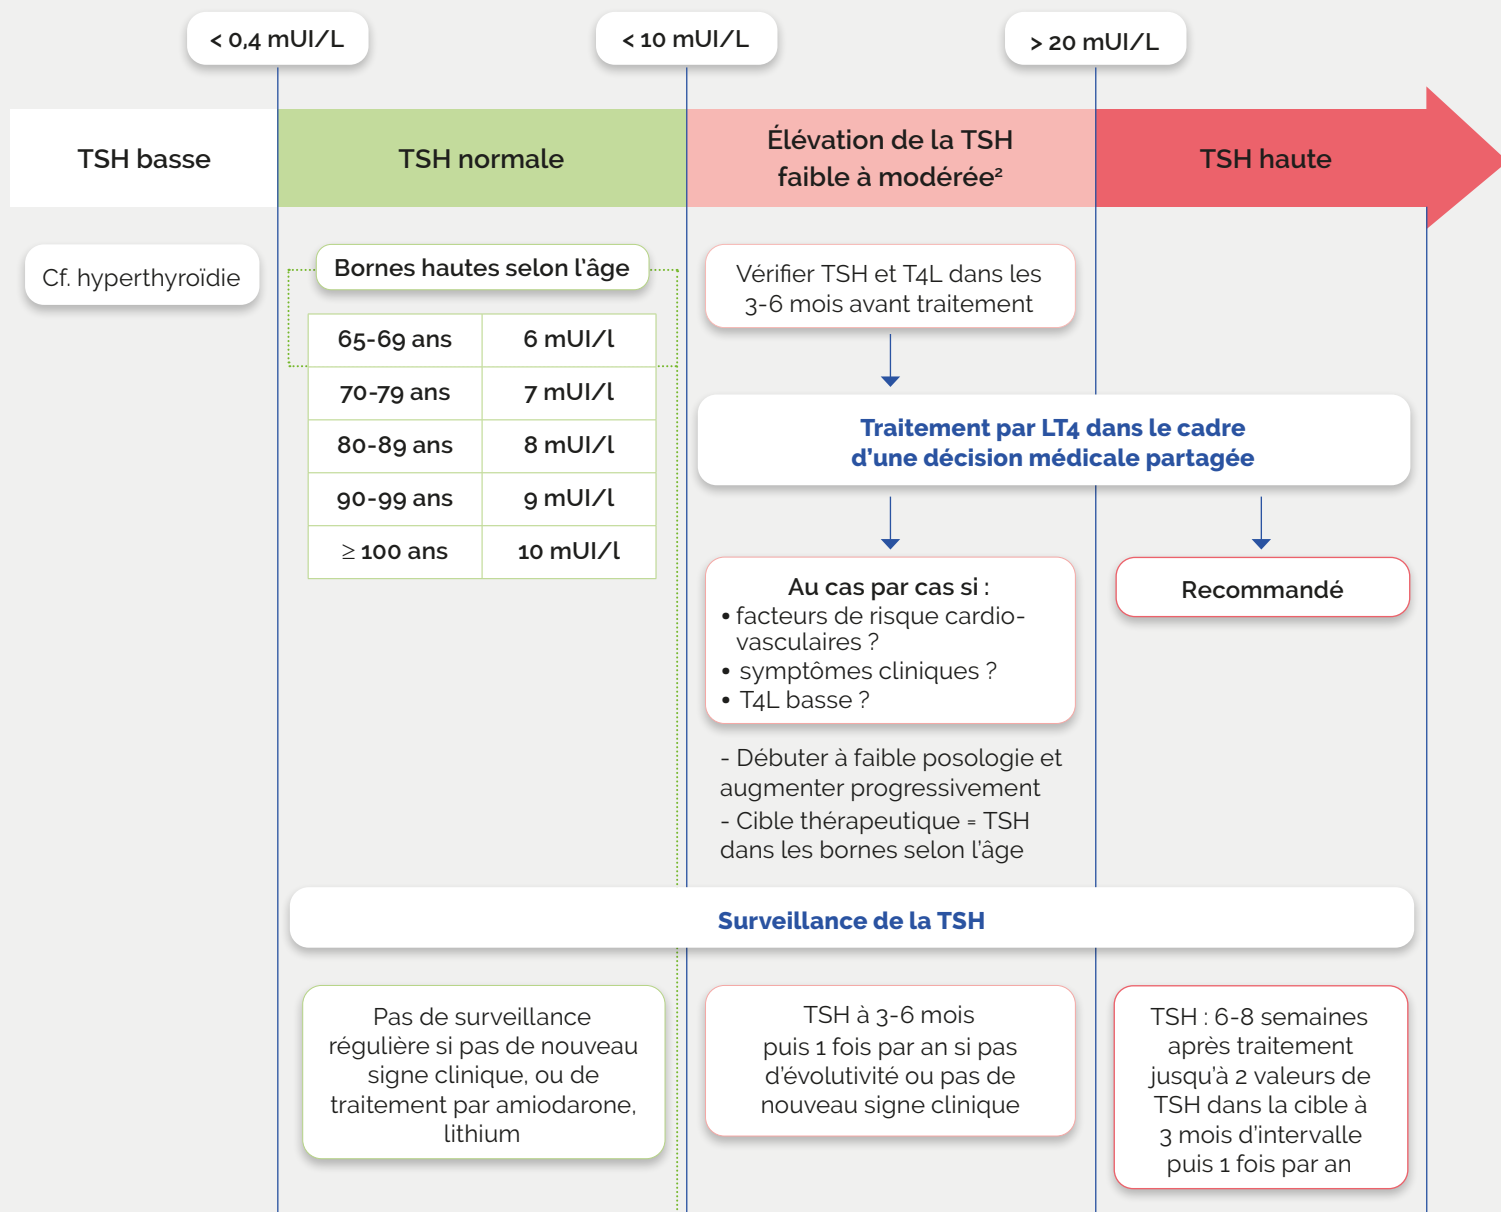 < 0,4 mUI/L
< 10 mUI/L
> 20 mUI/L
TSH basse
TSH normale
Élévation de la TSH
faible à modérée²
TSH haute
Cf. hyperthyroïdie
Bornes hautes selon l'âge
65-69 ans 6 mUI/l
70-79 ans 7 mUI/l
80-89 ans 8 mUI/l
90-99 ans 9 mUI/l
≥ 100 ans 10 mUI/l
Vérifier TSH et T4L dans les
3-6 mois avant traitement
Traitement par LT4 dans le cadre
d'une décision médicale partagée
Au cas par cas si :
• facteurs de risque cardio-
vasculaires ?
• symptômes cliniques ?
• T4L basse ?
Recommandé
- Débuter à faible posologie et
augmenter progressivement
- Cible thérapeutique = TSH
dans les bornes selon l'âge
Surveillance de la TSH
Pas de surveillance
régulière si pas de nouveau
signe clinique, ou de
traitement par amiodarone,
lithium
TSH à 3-6 mois
puis 1 fois par an si pas
d'évolutivité ou pas de
nouveau signe clinique
TSH : 6-8 semaines
après traitement
jusqu'à 2 valeurs de
TSH dans la cible à
3 mois d'intervalle
puis 1 fois par an